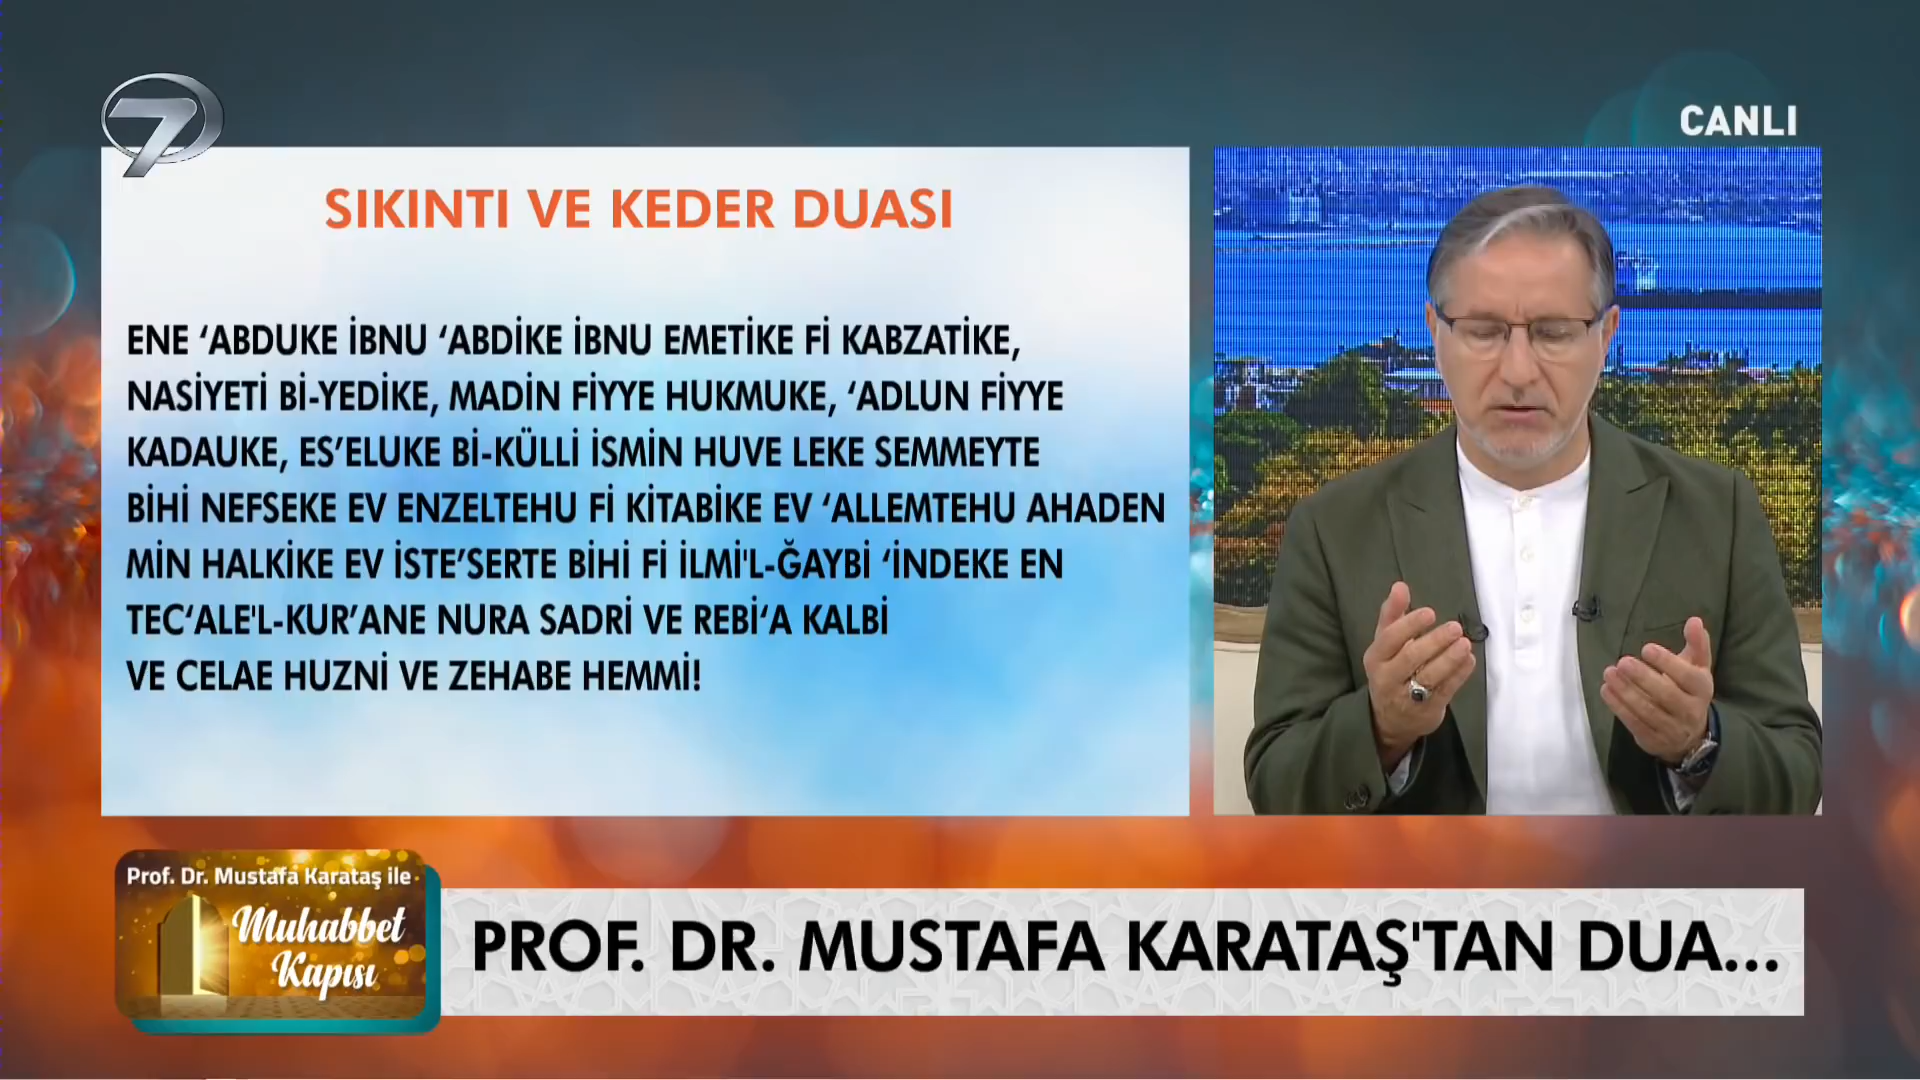 7
CANLI
SIKINTI VE KEDER DUASI
ENE ‘ABDUKE İBNU ‘ABDİKE İBNU EMETİKE Fİ KABZATİKE,
NASİYETİ Bİ-YEDİKE, MADİN FİYYE HUKMUKE, ‘ADLUN FİYYE
KADAUKE, ES’ELUKE Bİ-KÜLLİ İSMİN HUVE LEKE SEMMEYTE
BİHİ NEFSEKE EV ENZELTEHU Fİ KİTABİKE EV ‘ALLEMTEHU AHADEN
MİN HALKİKE EV İSTE’SERTE BİHİ Fİ İLMİ'L-ĞAYBİ ‘İNDEKE EN
TEC‘ALE'L-KUR’ANE NURA SADRİ VE REBİ‘A KALBİ
VE CELAE HUZNİ VE ZEHABE HEMMİ!
Prof. Dr. Mustafa Karataş ile
Muhabbet
Kapısı
PROF. DR. MUSTAFA KARATAŞ'TAN DUA...